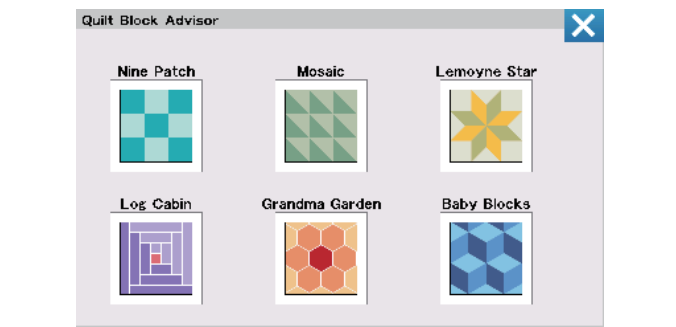 Quilt Block Advisor
Nine Patch
Mosaic
Lemoyne Star
Log Cabin
Grandma Garden
Baby Blocks